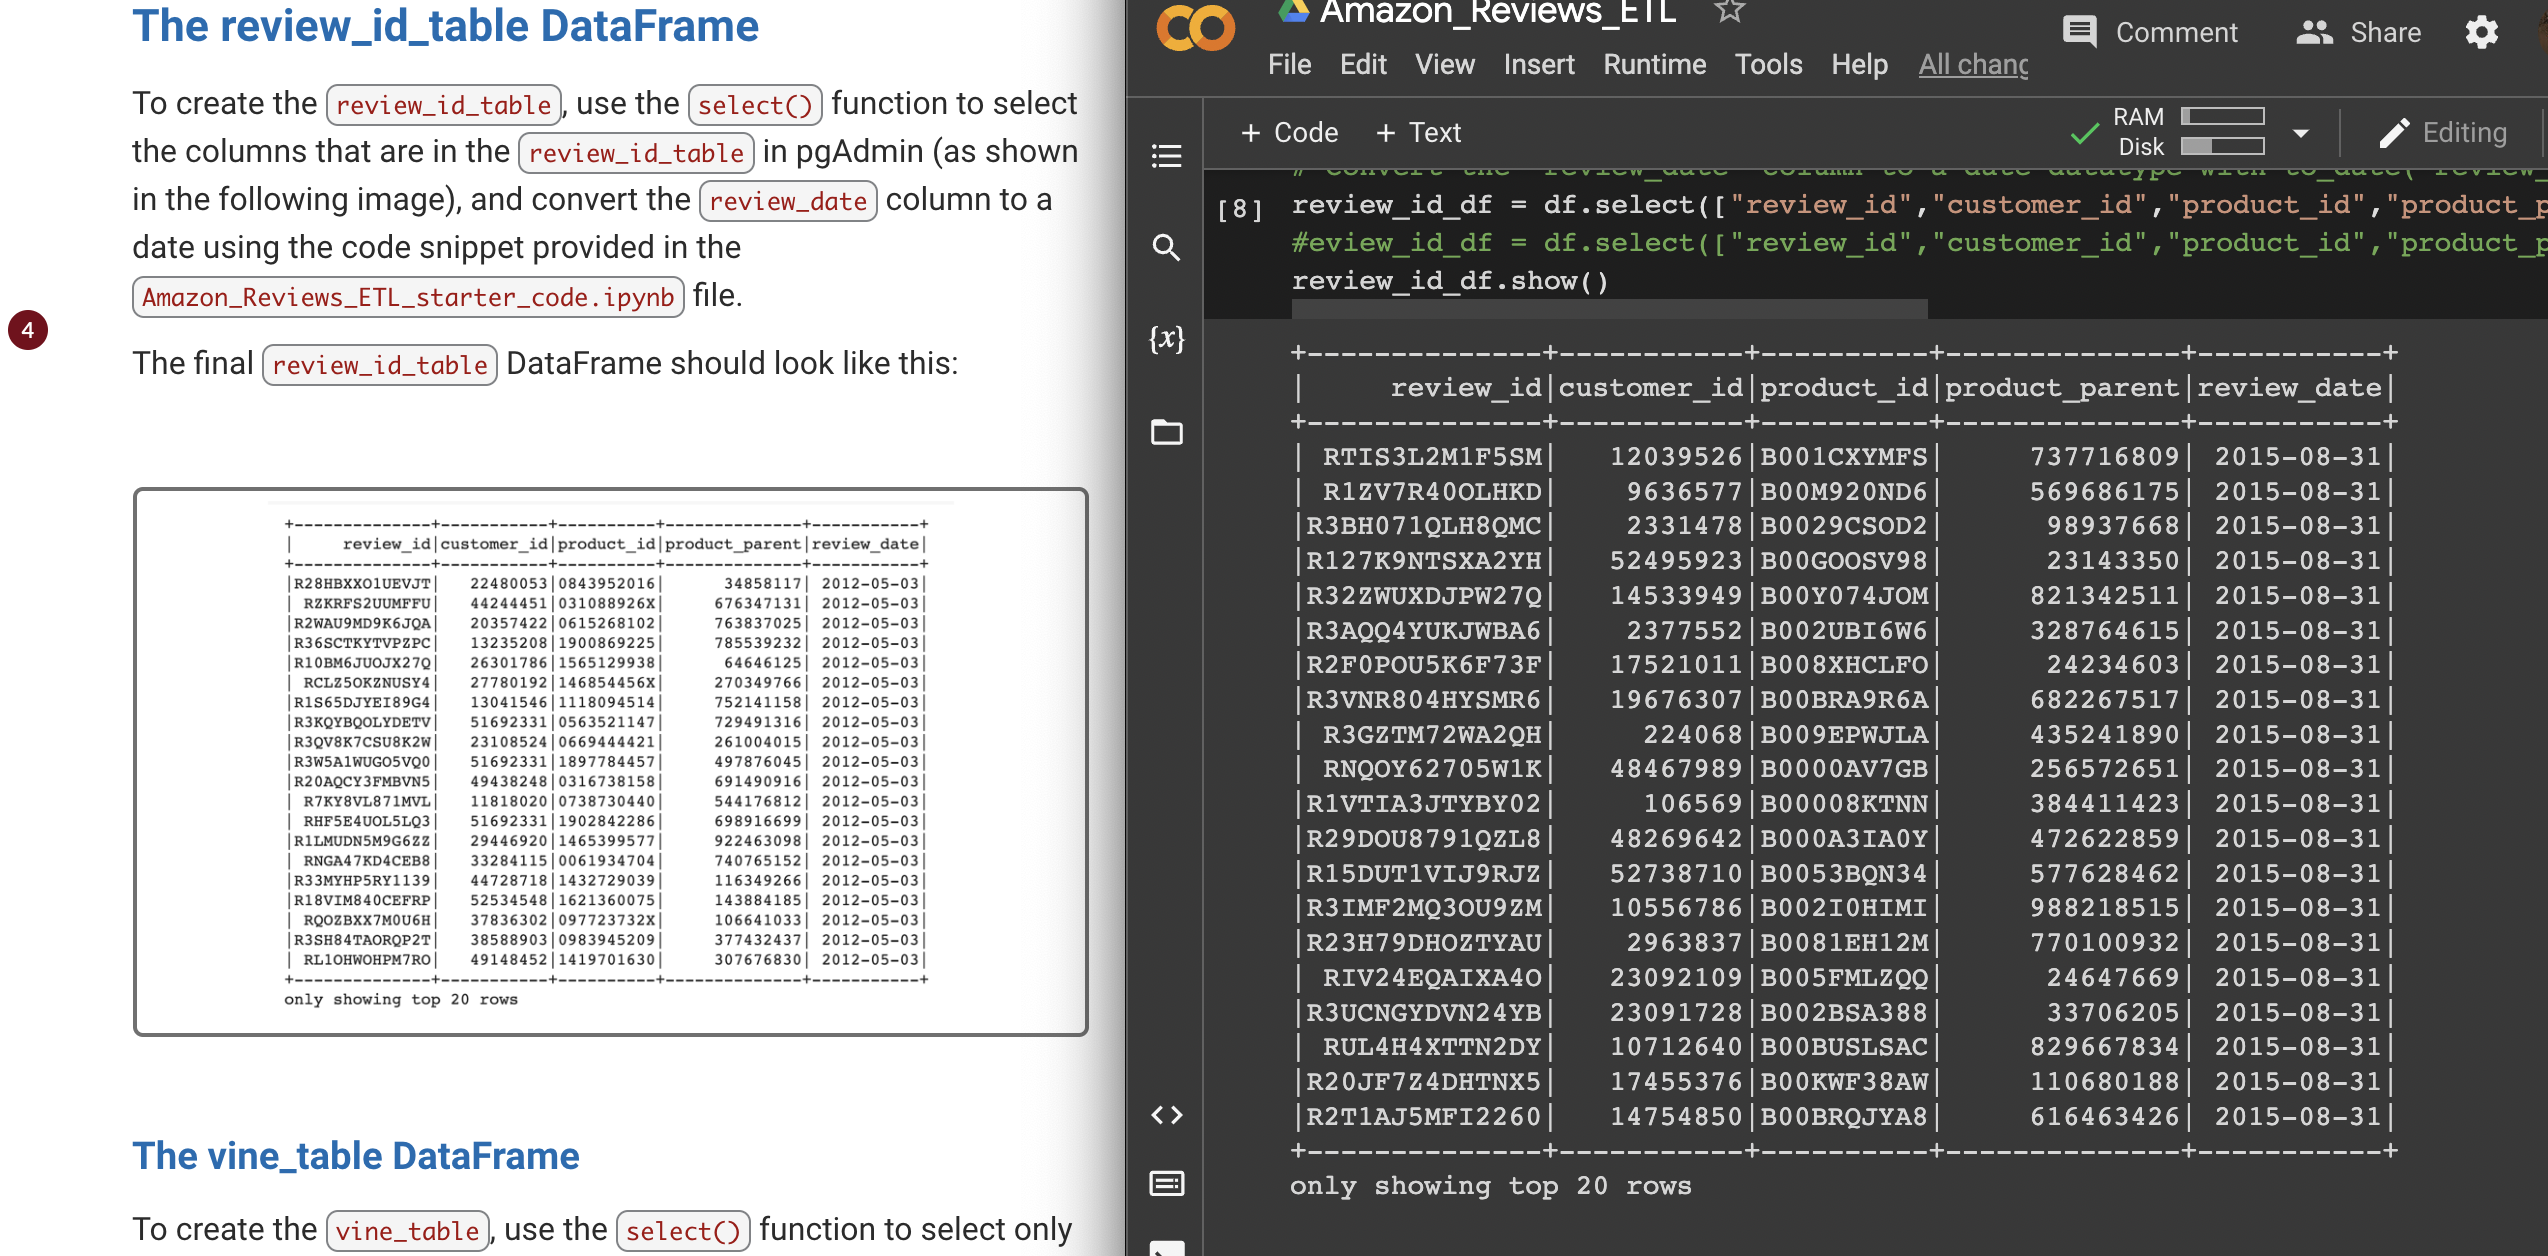 The review_id_table DataFrame
To create the review_id_table, use the select() function to select
the columns that are in the review_id_table in pgAdmin (as shown
in the following image), and convert the review_date column to a
date using the code snippet provided in the
Amazon_Reviews_ETL_starter_code.ipynb file.
4
The final review_id_table DataFrame should look like this:
+--------------+-----------+----------+--------------+-----------+
|     review_id|customer_id|product_id|product_parent|review_date|
+--------------+-----------+----------+--------------+-----------+
|R28HBXXO1UEVJT|   22480053|0843952016|      34858117| 2012-05-03|
| RZKRFS2UUMFFU|   44244451|031088926X|     676347131| 2012-05-03|
|R2WAU9MD9K6JQA|   20357422|0615268102|     763837025| 2012-05-03|
|R36SCTKYTVPZPC|   13235208|1900869225|     785539232| 2012-05-03|
|R10BM6JUOJX27Q|   26301786|1565129938|      64646125| 2012-05-03|
| RCLZ5OKZNUSY4|   27780192|146854456X|     270349766| 2012-05-03|
|R1S65DJYEI89G4|   13041546|1118094514|     752141158| 2012-05-03|
|R3KQYBQOLYDETV|   51692331|0563521147|     729491316| 2012-05-03|
|R3QV8K7CSU8K2W|   23108524|0669444421|     261004015| 2012-05-03|
|R3W5A1WUGO5VQ0|   51692331|1897784457|     497876045| 2012-05-03|
|R20AQCY3FMBVN5|   49438248|0316738158|     691490916| 2012-05-03|
| R7KY8VL871MVL|   11818020|0738730440|     544176812| 2012-05-03|
| RHF5E4UOL5LQ3|   51692331|1902842286|     698916699| 2012-05-03|
|R1LMUDN5M9G6ZZ|   29446920|1465399577|     922463098| 2012-05-03|
| RNGA47KD4CEB8|   33284115|0061934704|     740765152| 2012-05-03|
|R33MYHP5RY1139|   44728718|1432729039|     116349266| 2012-05-03|
|R18VIM840CEFRP|   52534548|1621360075|     143884185| 2012-05-03|
| RQOZBXX7M0U6H|   37836302|097723732X|     106641033| 2012-05-03|
|R3SH84TAORQP2T|   38588903|0983945209|     377432437| 2012-05-03|
| RL1OHWOHPM7RO|   49148452|1419701630|     307676830| 2012-05-03|
+--------------+-----------+----------+--------------+-----------+
only showing top 20 rows
The vine_table DataFrame
To create the vine_table, use the select() function to select only
Amazon_Reviews_ETL
Comment
Share
File Edit View Insert Runtime Tools Help All chang
+ Code + Text
RAM
Disk
Editing
{x}
# Convert the 'review_date' column to a date datatype with to_date("review_
[8]
review_id_df = df.select(["review_id","customer_id","product_id","product_p
#eview_id_df = df.select(["review_id","customer_id","product_id","product_p
review_id_df.show()
+--------------+-----------+----------+--------------+-----------+
|     review_id|customer_id|product_id|product_parent|review_date|
+--------------+-----------+----------+--------------+-----------+
| RTIS3L2M1F5SM|   12039526|B001CXYMFS|     737716809| 2015-08-31|
| R1ZV7R40OLHKD|    9636577|B00M920ND6|     569686175| 2015-08-31|
|R3BH071QLH8QMC|    2331478|B0029CSOD2|      98937668| 2015-08-31|
|R127K9NTSXA2YH|   52495923|B00GOOSV98|      23143350| 2015-08-31|
|R32ZWUXDJPW27Q|   14533949|B00Y074JOM|     821342511| 2015-08-31|
|R3AQQ4YUKJWBA6|    2377552|B002UBI6W6|     328764615| 2015-08-31|
|R2F0POU5K6F73F|   17521011|B008XHCLFO|      24234603| 2015-08-31|
|R3VNR804HYSMR6|   19676307|B00BRA9R6A|     682267517| 2015-08-31|
| R3GZTM72WA2QH|     224068|B009EPWJLA|     435241890| 2015-08-31|
| RNQOY62705W1K|   48467989|B0000AV7GB|     256572651| 2015-08-31|
|R1VTIA3JTYBY02|     106569|B00008KTNN|     384411423| 2015-08-31|
|R29DOU8791QZL8|   48269642|B000A3IA0Y|     472622859| 2015-08-31|
|R15DUT1VIJ9RJZ|   52738710|B0053BQN34|     577628462| 2015-08-31|
|R3IMF2MQ3OU9ZM|   10556786|B002I0HIMI|     988218515| 2015-08-31|
|R23H79DHOZTYAU|    2963837|B0081EH12M|     770100932| 2015-08-31|
| RIV24EQAIXA4O|   23092109|B005FMLZQQ|      24647669| 2015-08-31|
|R3UCNGYDVN24YB|   23091728|B002BSA388|      33706205| 2015-08-31|
| RUL4H4XTTN2DY|   10712640|B00BUSLSAC|     829667834| 2015-08-31|
|R20JF7Z4DHTNX5|   17455376|B00KWF38AW|     110680188| 2015-08-31|
|R2T1AJ5MFI2260|   14754850|B00BRQJYA8|     616463426| 2015-08-31|
+--------------+-----------+----------+--------------+-----------+
only showing top 20 rows